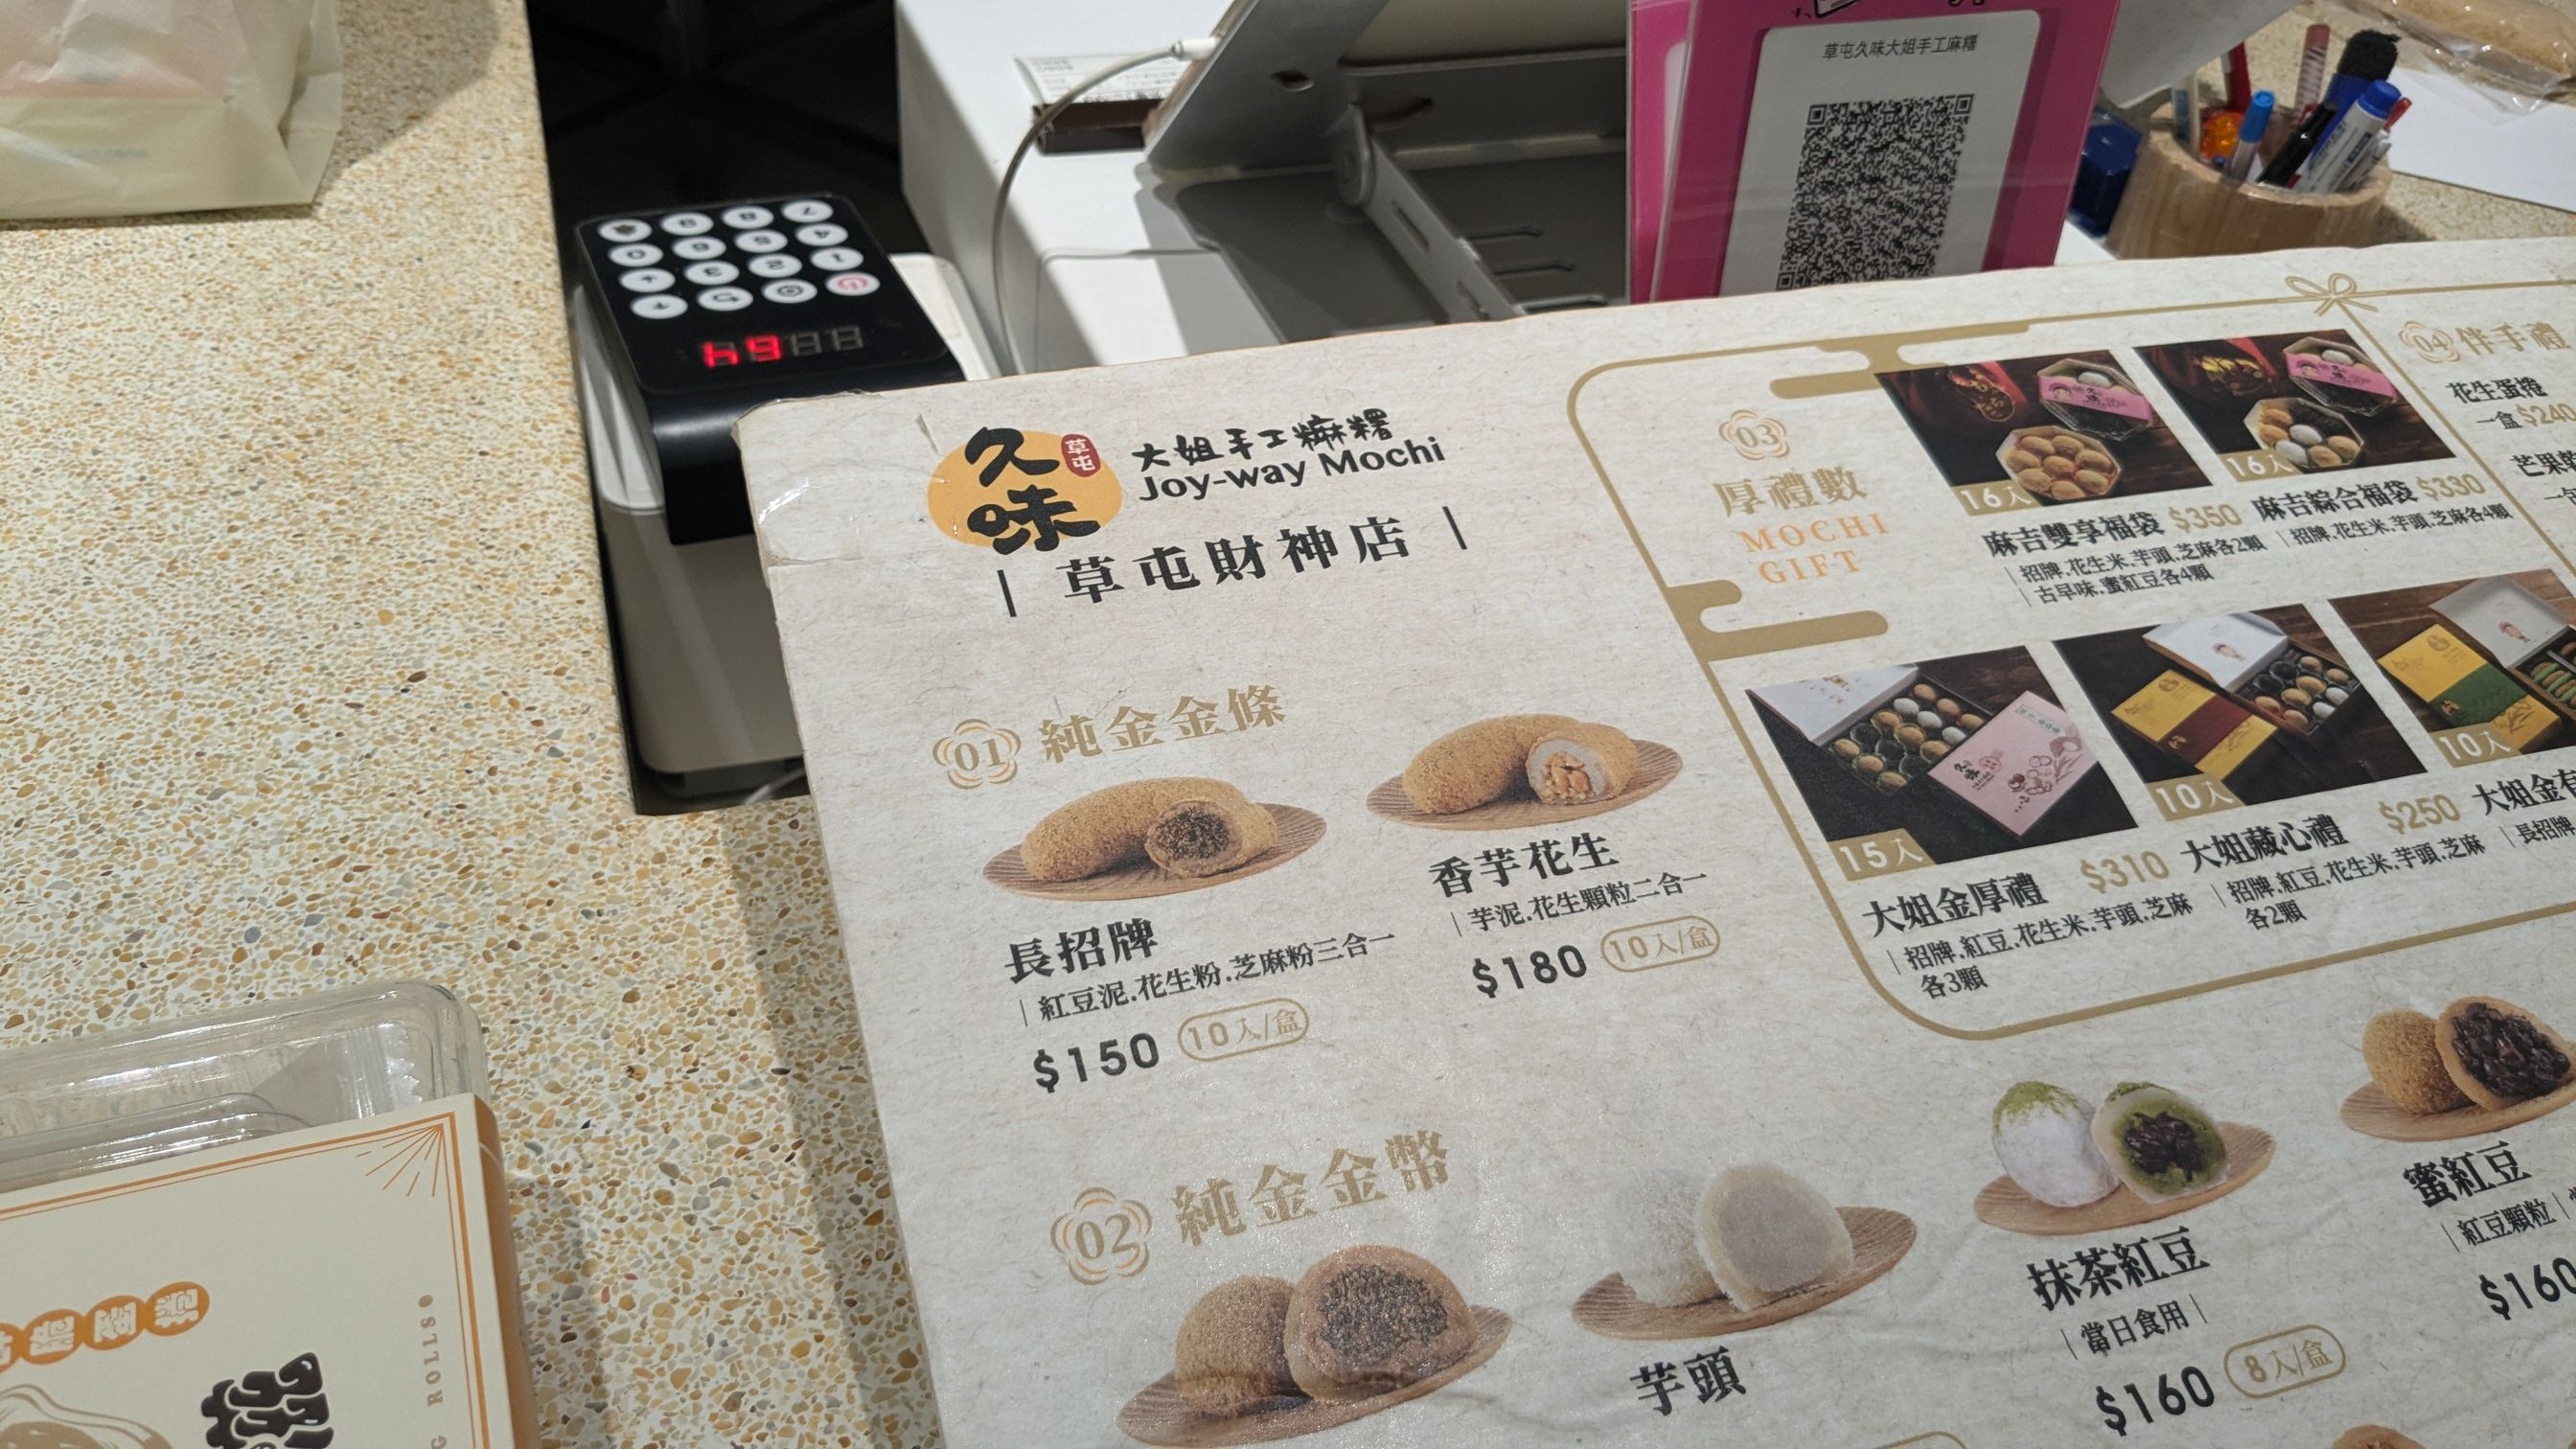 草屯久味大姐手工麻糬
久味
草屯
大姐手工麻糬
Joy-way Mochi
| 草屯財神店 |
01 純金金條
長招牌
| 紅豆泥.花生粉.芝麻粉三合一
$150 10入/盒
香芋花生
| 芋泥.花生顆粒二合一
$180 10入/盒
02 純金金幣
芋頭
抹茶紅豆
| 當日食用 |
$160 8入/盒
蜜紅豆
| 紅豆顆粒 |
$160
03
厚禮數
MOCHI
GIFT
16入
麻吉雙享福袋 $350
| 招牌.花生米.芋頭.芝麻各2顆
| 古早味.蜜紅豆各4顆
16入
麻吉綜合福袋 $330
| 招牌.花生米.芋頭.芝麻各4顆
15入
大姐金厚禮 $310
| 招牌.紅豆.花生米.芋頭.芝麻
各3顆
10入
大姐藏心禮 $250
| 招牌.紅豆.花生米.芋頭.芝麻
各2顆
10入
大姐金
| 長招牌
04 伴手禮
花生蛋捲
一盒 $240
芒果
ROLLS